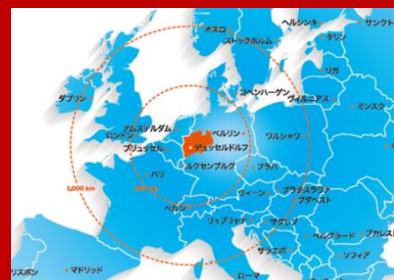 ヘルシンキ
サンクト
オスロ
ストックホルム
タリン
リガ
コペンハーゲン
ヴィルニアス
ダブリン
ミンスク
アムステルダム
ベルリン
ワルシャワ
ロンドン
デュッセルドルフ
ブリュッセル
ルクセンブルグ
プラハ
パリ
1,000 km
500 km
ウィーン
ブラチスラヴァ
ブダペスト
ベルン
リュブリャナ
ザグレブ
ベルグラード
ブカレスト
サラエボ
ソフィア
リスボン
マドリッド
ローマ